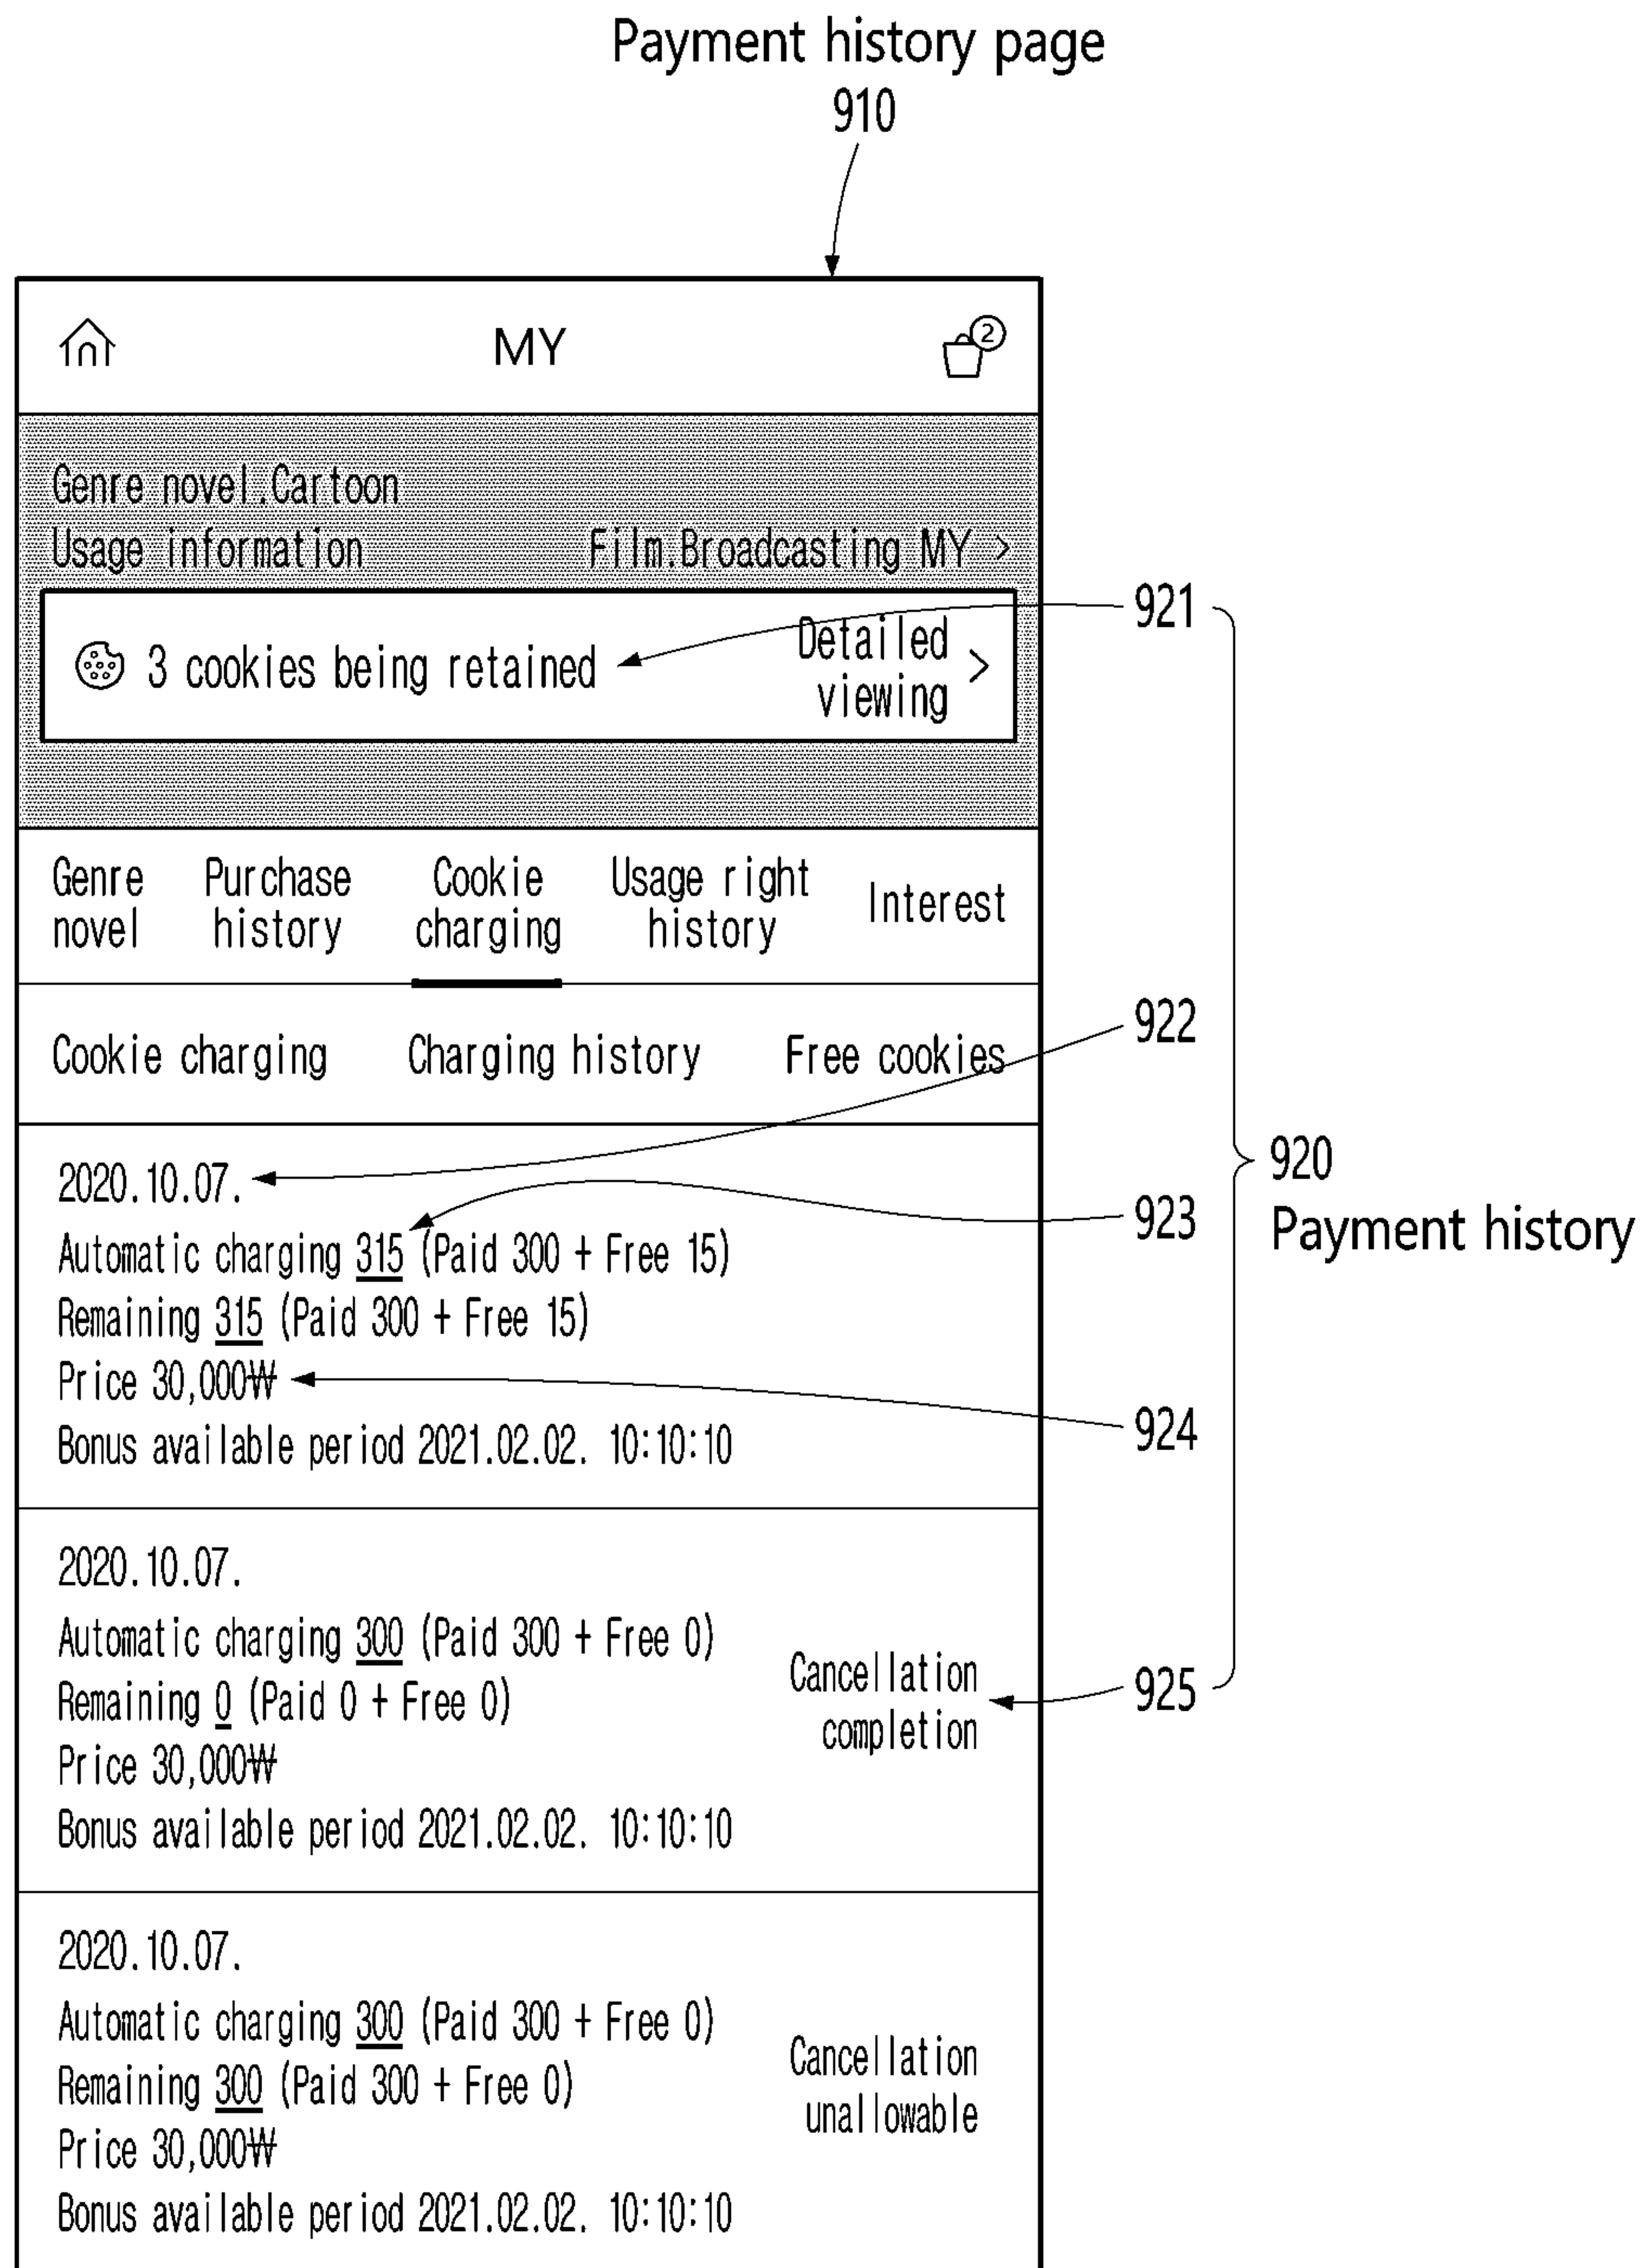 Payment history page
910
MY
2
Genre novel.Cartoon
Usage information
Film.Broadcasting MY >
3 cookies being retained
Detailed
viewing >
921
Genre
novel
Purchase
history
Cookie
charging
Usage right
history
Interest
Cookie charging
Charging history
Free cookies
922
2020.10.07.
Automatic charging 315 (Paid 300 + Free 15)
Remaining 315 (Paid 300 + Free 15)
Price 30,000₩
Bonus available period 2021.02.02. 10:10:10
923
924
920
Payment history
2020.10.07.
Automatic charging 300 (Paid 300 + Free 0)
Remaining 0 (Paid 0 + Free 0)
Price 30,000₩
Bonus available period 2021.02.02. 10:10:10
Cancellation
completion
925
2020.10.07.
Automatic charging 300 (Paid 300 + Free 0)
Remaining 300 (Paid 300 + Free 0)
Price 30,000₩
Bonus available period 2021.02.02. 10:10:10
Cancellation
unallowable